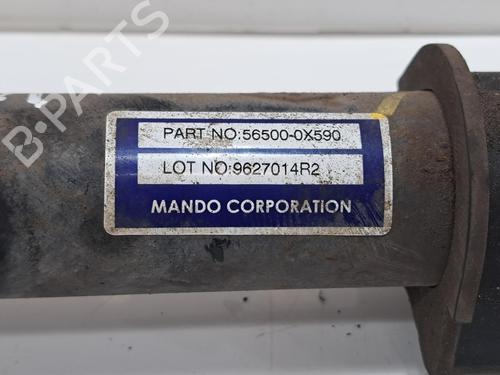 PART NO:56500-0X590
LOT NO:9627014R2
MANDO CORPORATION
B-PARTS